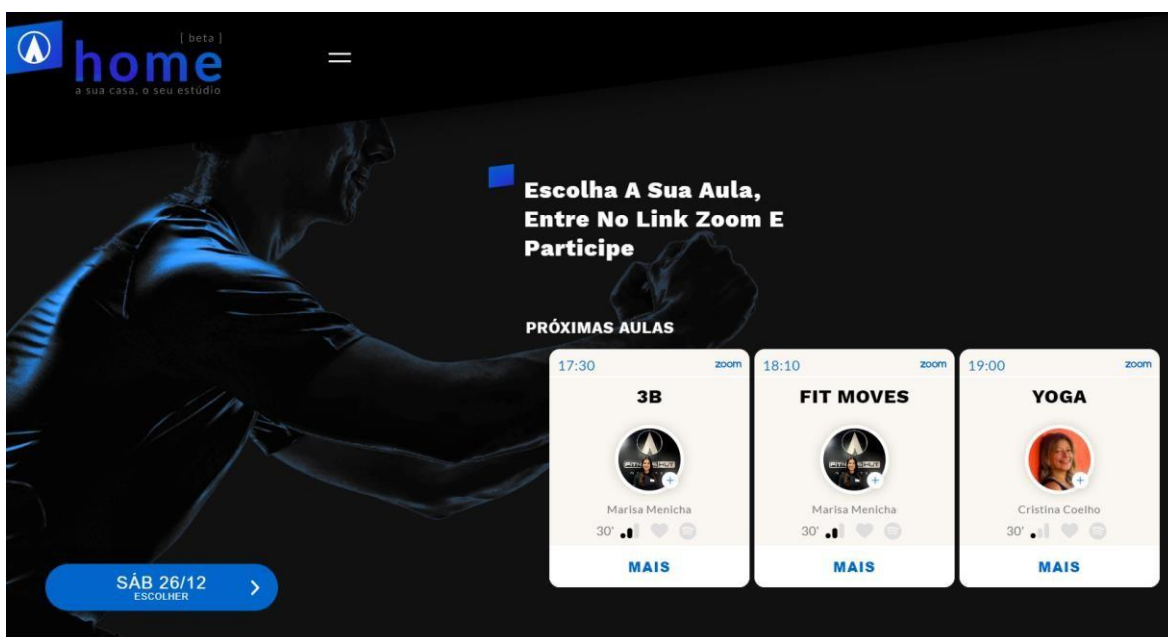 [ beta ]
home
a sua casa, o seu estúdio
Escolha A Sua Aula,
Entre No Link Zoom E
Participe
PRÓXIMAS AULAS
17:30 zoom
3B
Marisa Menicha
30'
MAIS
18:10 zoom
FIT MOVES
Marisa Menicha
30'
MAIS
19:00 zoom
YOGA
Cristina Coelho
30'
MAIS
SÁB 26/12
ESCOLHER